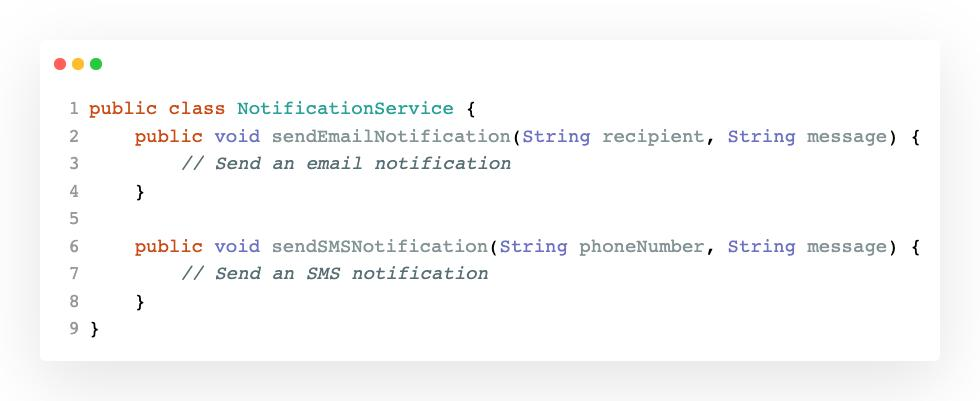 1 public class NotificationService {
2     public void sendEmailNotification(String recipient, String message) {
3         // Send an email notification
4     }
5
6     public void sendSMSNotification(String phoneNumber, String message) {
7         // Send an SMS notification
8     }
9 }